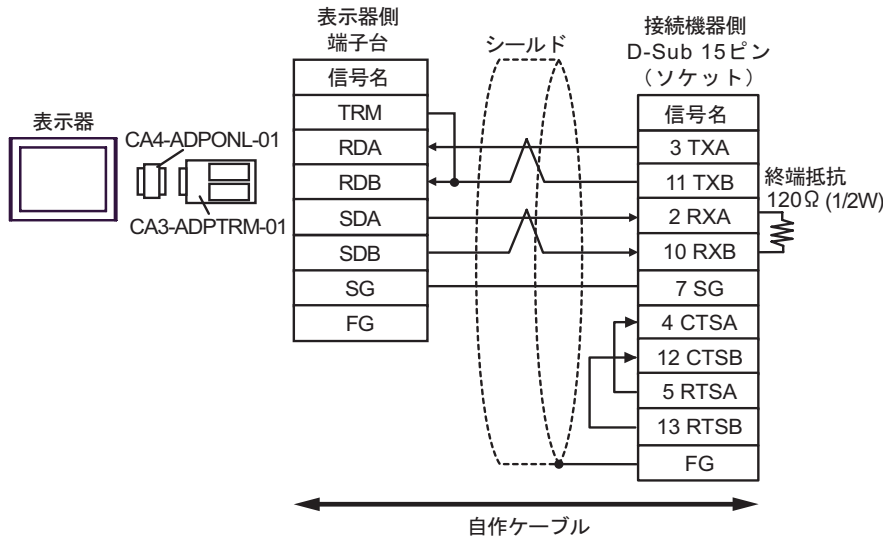 表示器
CA4-ADPONL-01
CA3-ADPTRM-01
表示器側
端子台
信号名
TRM
RDA
RDB
SDA
SDB
SG
FG
シールド
接続機器側
D-Sub 15ピン
(ソケット)
信号名
3 TXA
11 TXB
2 RXA
10 RXB
7 SG
4 CTSA
12 CTSB
5 RTSA
13 RTSB
FG
終端抵抗
120Ω (1/2W)
自作ケーブル